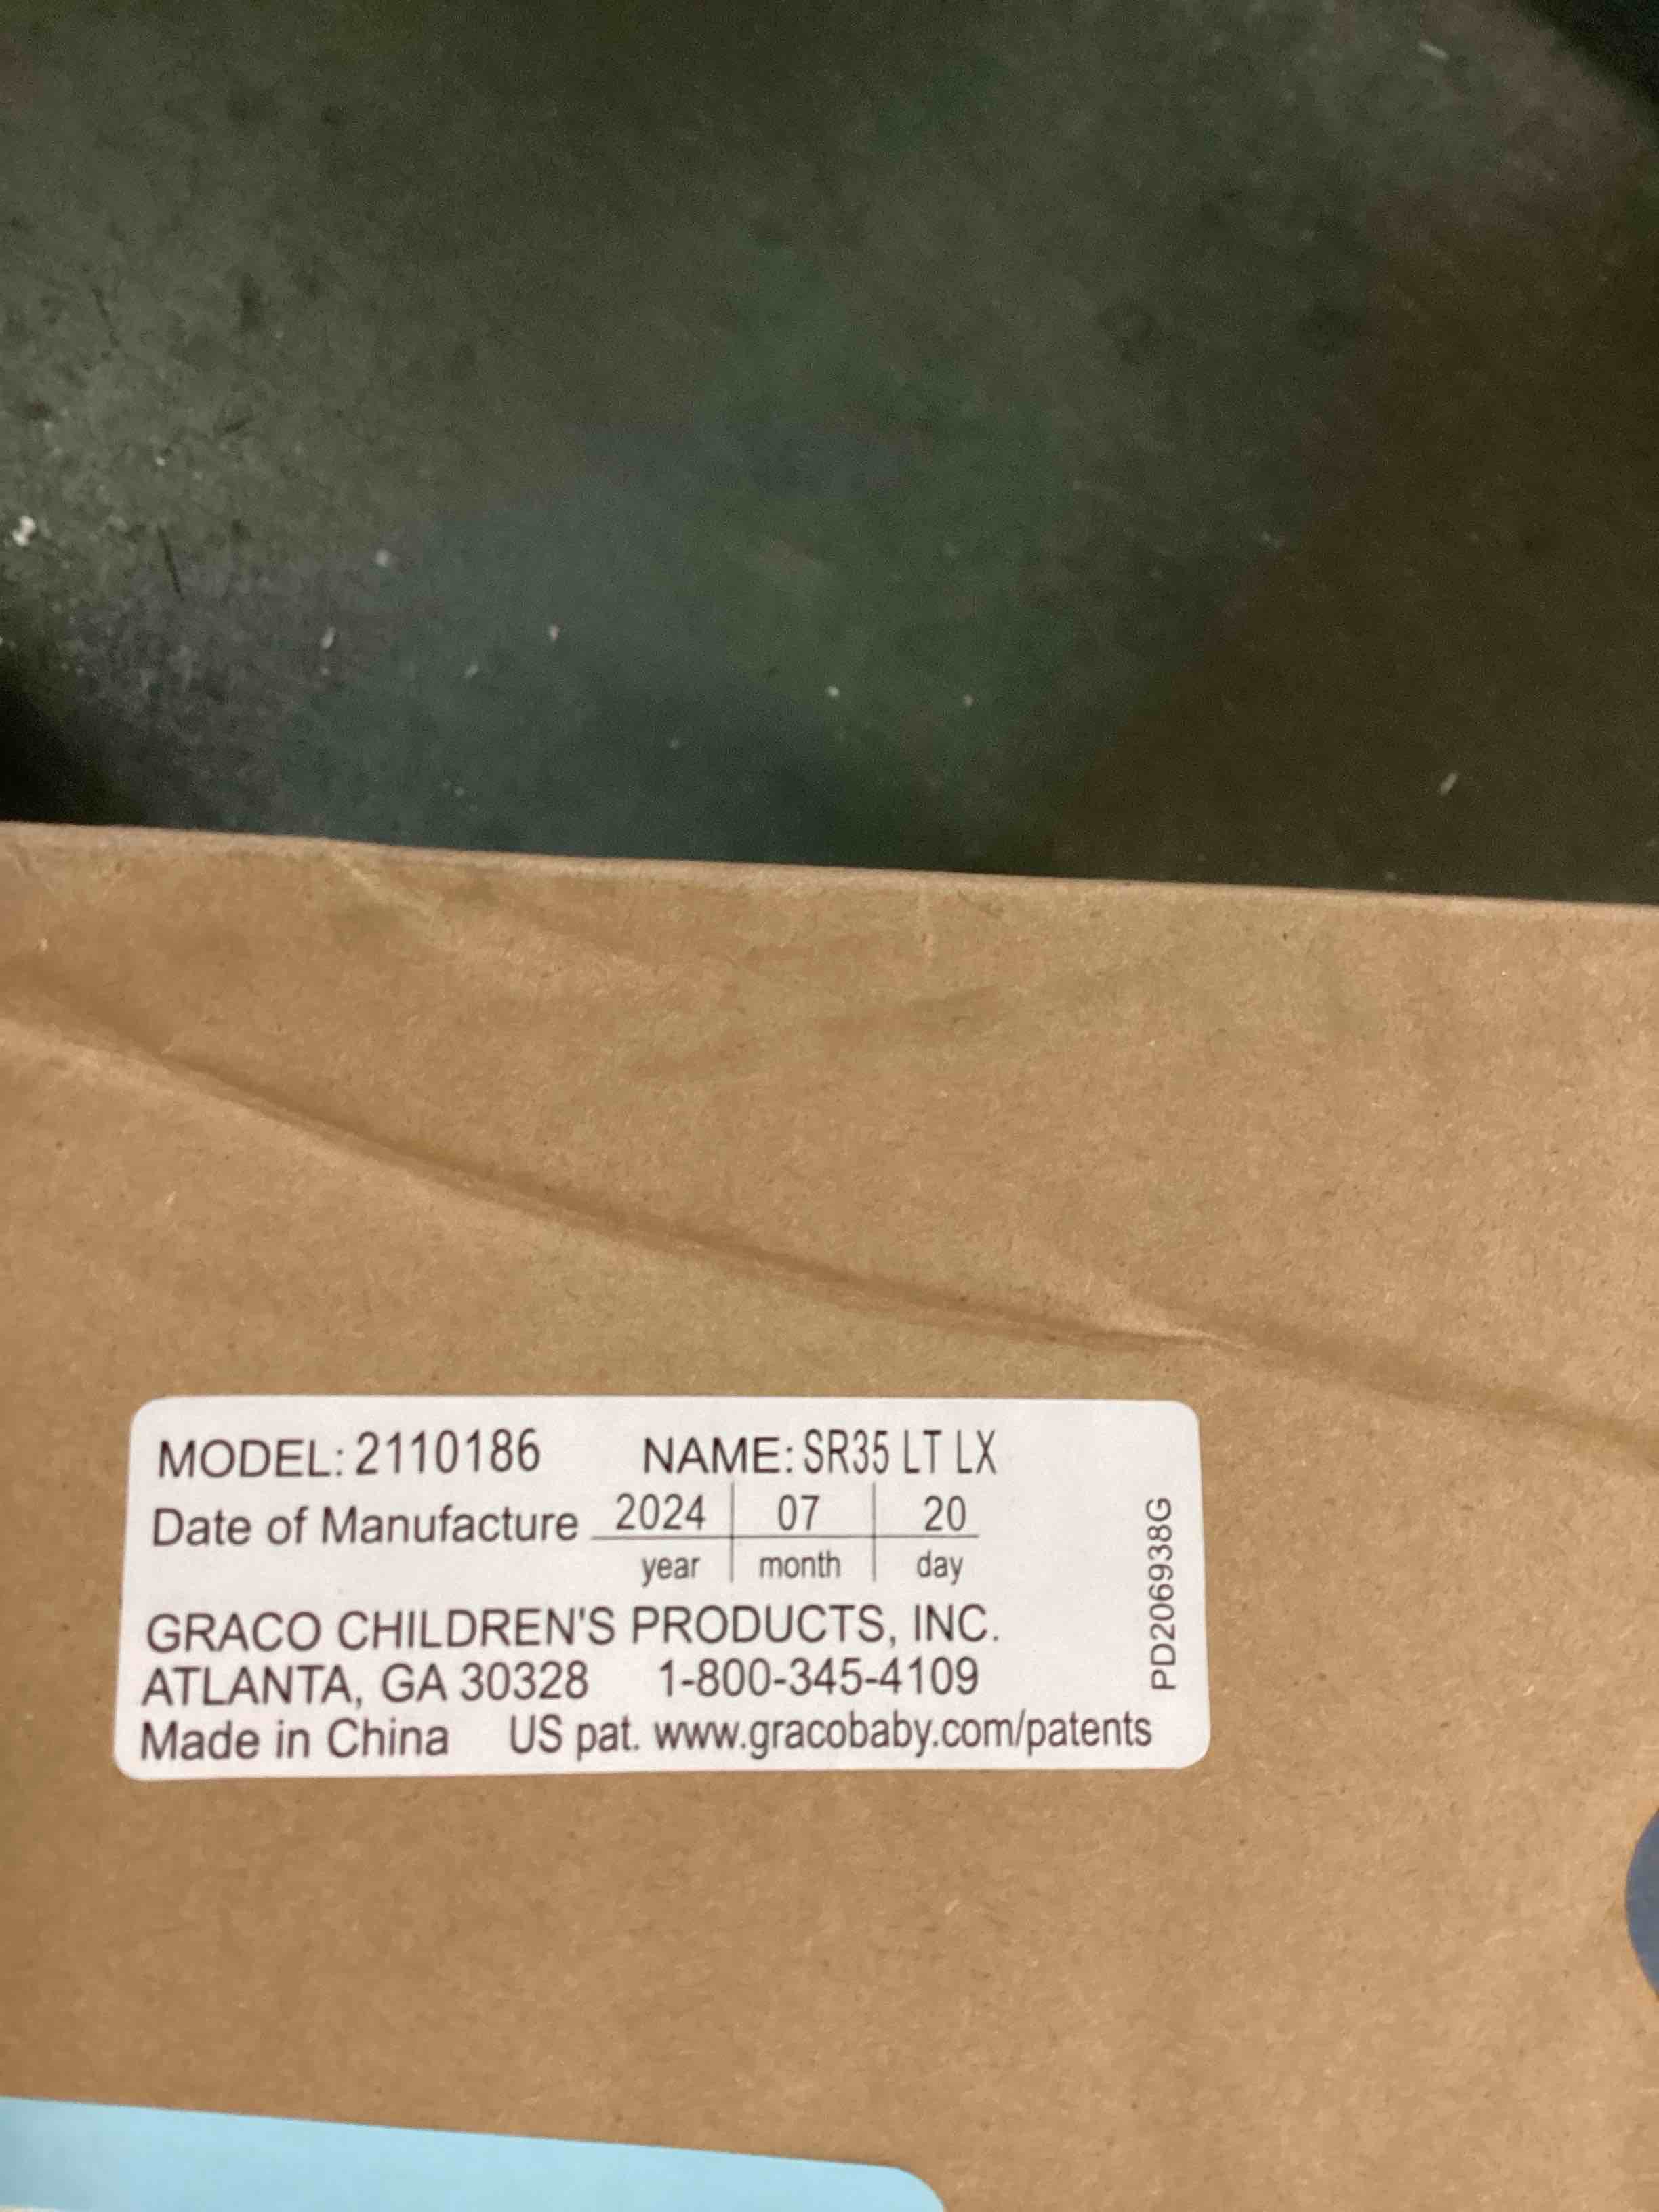 MODEL: 2110186 NAME: SR35 LT LX
Date of Manufacture 2024 07 20
year month day
GRACO CHILDREN'S PRODUCTS, INC.
ATLANTA, GA 30328 1-800-345-4109
Made in China US pat. www.gracobaby.com/patents
PD206938G